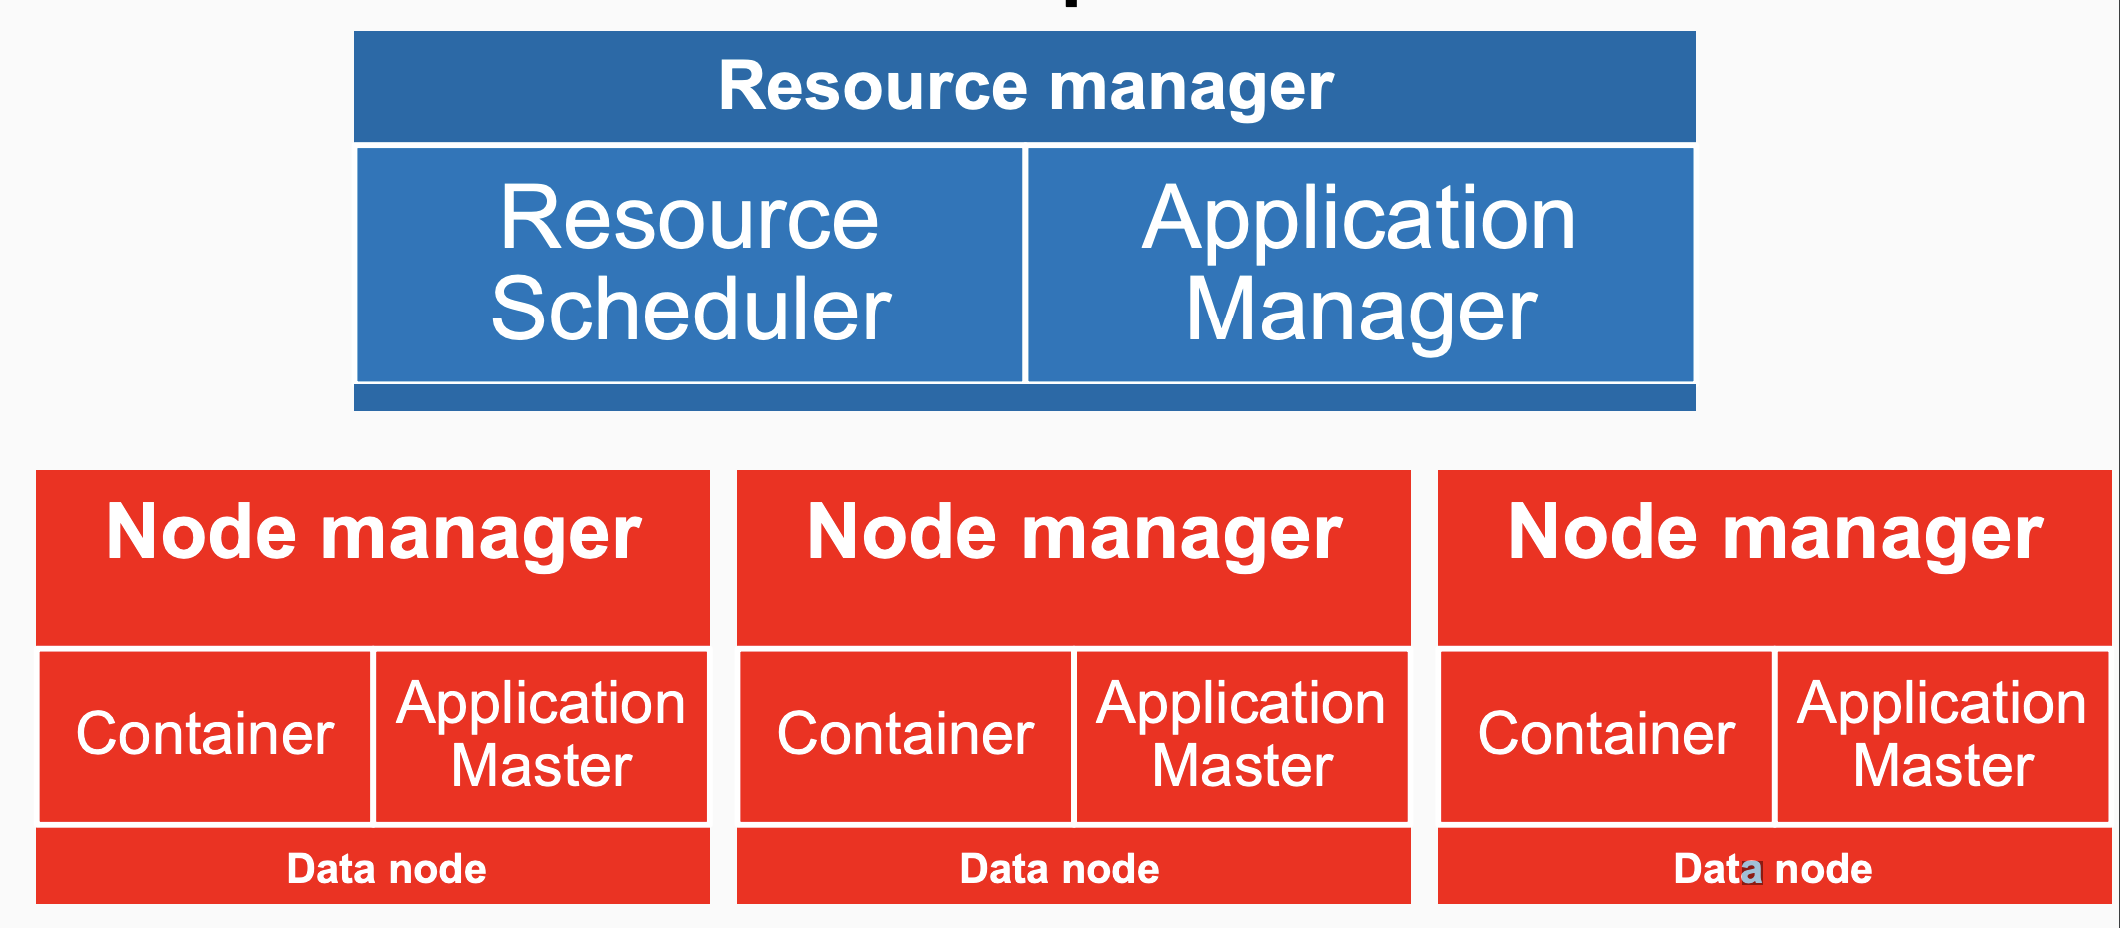 Resource manager
Resource
Scheduler
Application
Manager
Node manager
Container
Application
Master
Data node
Node manager
Container
Application
Master
Data node
Node manager
Container
Application
Master
Data node